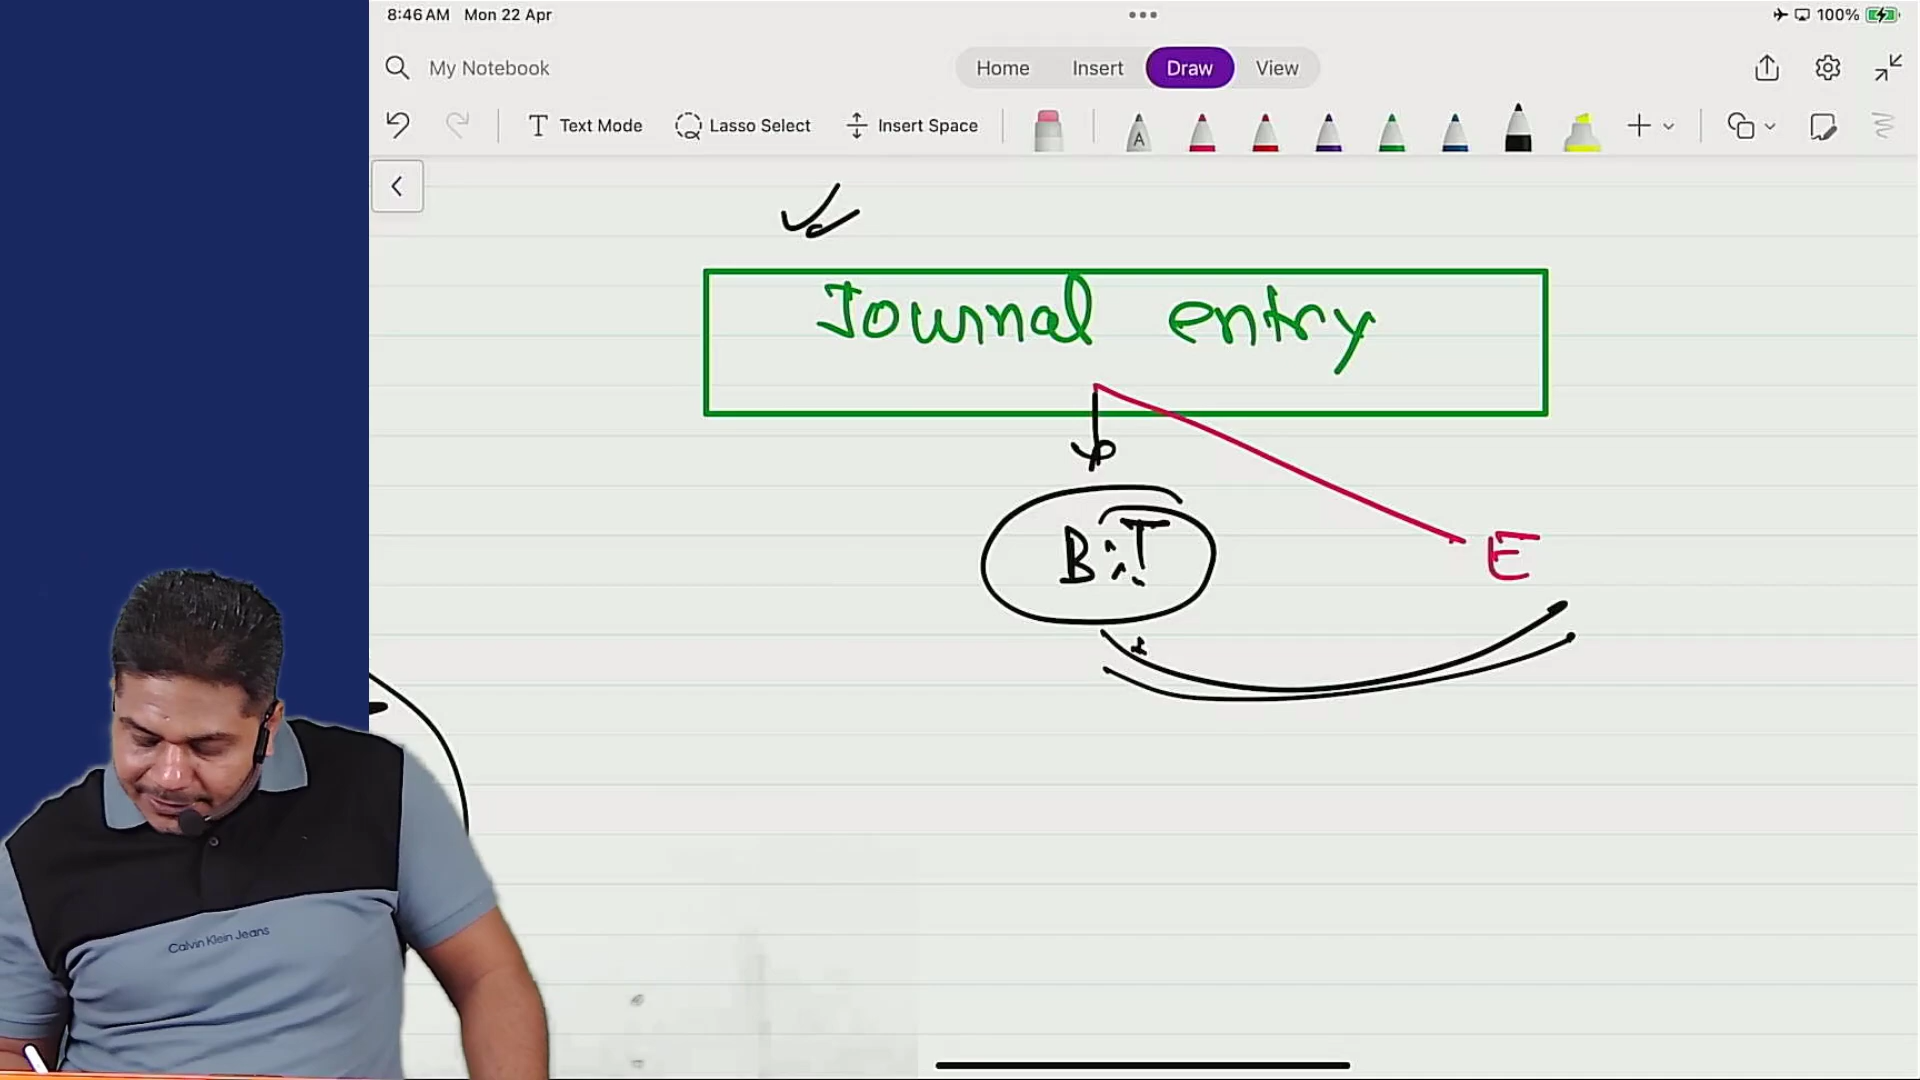 8:46 AM Mon 22 Apr
100%
My Notebook
Home Insert Draw View
Text Mode Lasso Select Insert Space
A
Journal entry
B.T
E
Calvin Klein Jeans